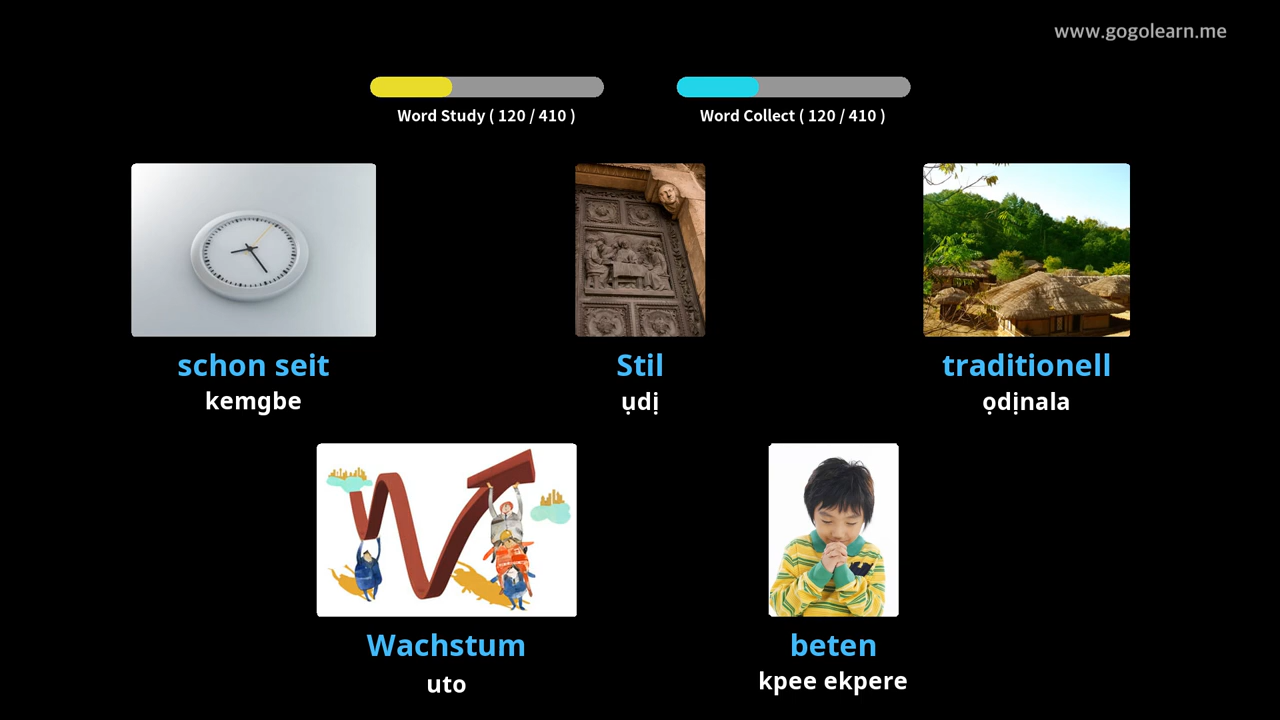 www.gogolearn.me
Word Study ( 120 / 410 )
Word Collect ( 120 / 410 )
schon seit
kemgbe
Stil
ụdị
traditionell
ọdịnala
Wachstum
uto
beten
kpee ekpere